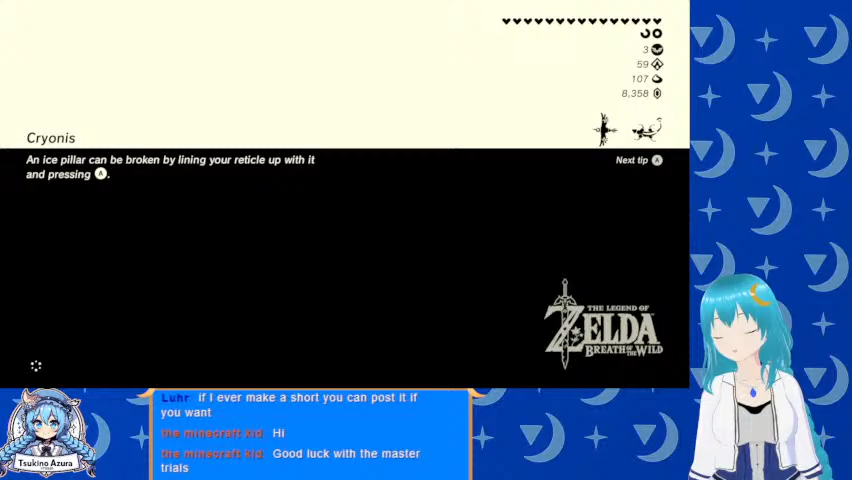 3
59
107
8,358
Cryonis
An ice pillar can be broken by lining your reticle up with it
and pressing A.
Next tip A
THE LEGEND OF
ZELDA
BREATH OF THE WILD
Luhr: if I ever make a short you can post it if
you want
the minecraft kid: Hi
the minecraft kid: Good luck with the master
trials
Tsukino Azura